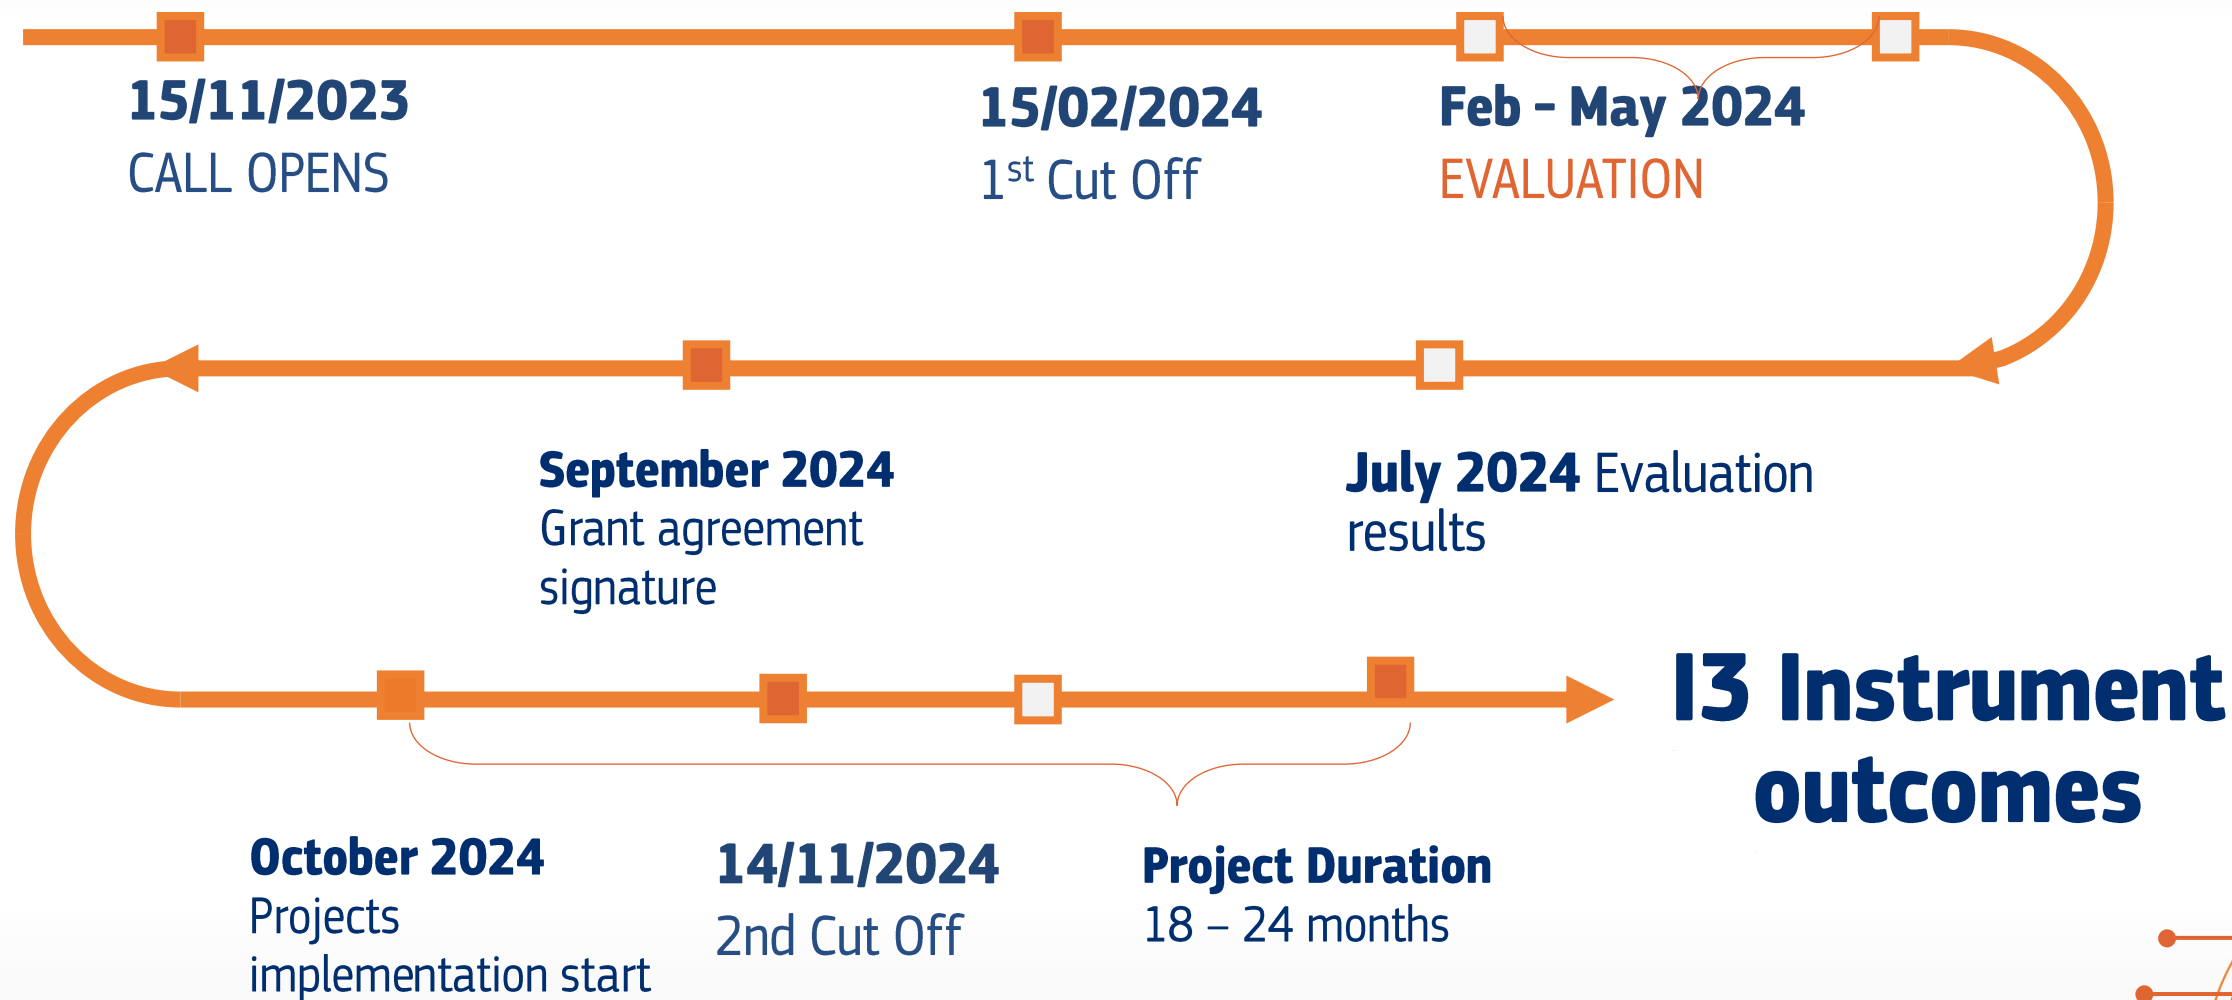 15/11/2023
CALL OPENS
15/02/2024
1st Cut Off
Feb – May 2024
EVALUATION
September 2024
Grant agreement
signature
July 2024 Evaluation
results
I3 Instrument
outcomes
October 2024
Projects
implementation start
14/11/2024
2nd Cut Off
Project Duration
18 – 24 months